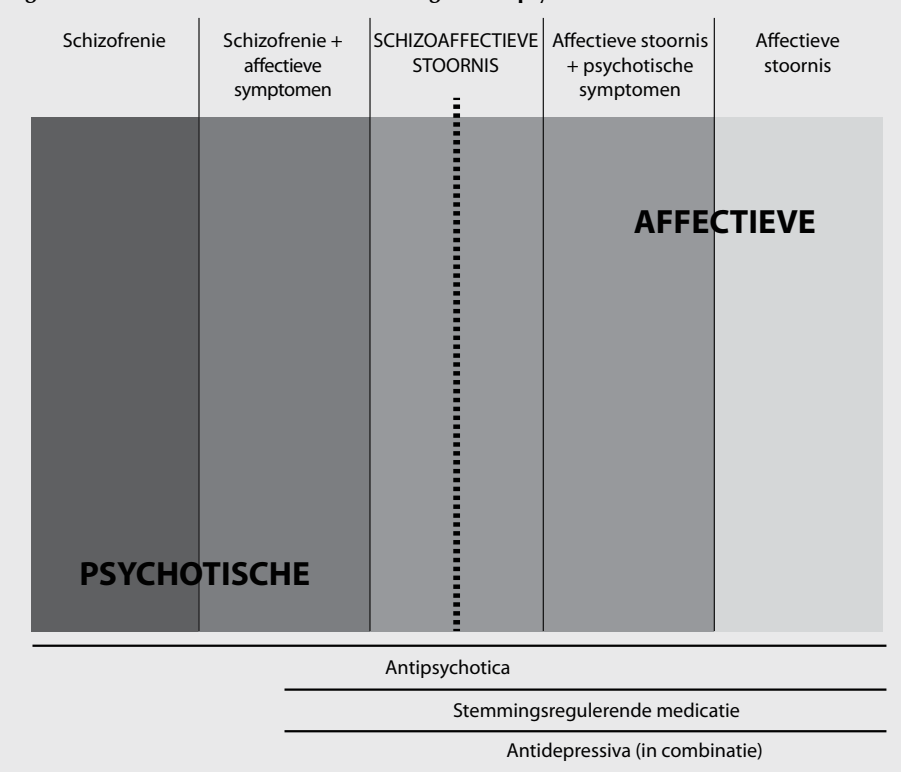 Schizofrenie
Schizofrenie +
affectieve
symptomen
SCHIZOAFFECTIEVE
STOORNIS
Affectieve stoornis
+ psychotische
symptomen
Affectieve
stoornis
AFFECTIEVE
PSYCHOTISCHE
Antipsychotica
Stemmingsregulerende medicatie
Antidepressiva (in combinatie)